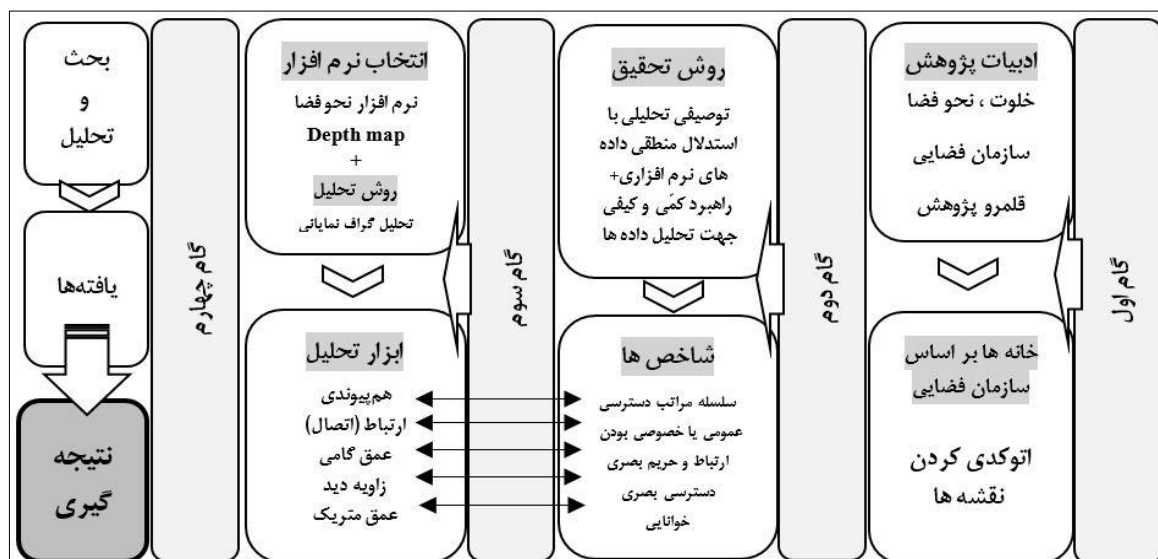 گام اول
ادبیات پژوهش
خلوت ، نحو فضا
سازمان فضایی
قلمرو پژوهش
خانه ها بر اساس
سازمان فضایی
اتوکدی کردن
نقشه ها
گام دوم
روش تحقیق
توصیفی تحلیلی با
استدلال منطقی داده
های نرم افزاری+
راهبرد کمّی و کیفی
جهت تحلیل داده ها
شاخص ها
سلسله مراتب دسترسی
عمومی یا خصوصی بودن
ارتباط و حریم بصری
دسترسی بصری
خوانایی
گام سوم
انتخاب نرم افزار
نرم افزار نحو فضا
Depth map
+
روش تحلیل
تحلیل گراف نمایانی
ابزار تحلیل
هم‌پیوندی
ارتباط (اتصال)
عمق گامی
زاویه دید
عمق متریک
گام چهارم
بحث
و
تحلیل
یافته‌ها
نتیجه
گیری